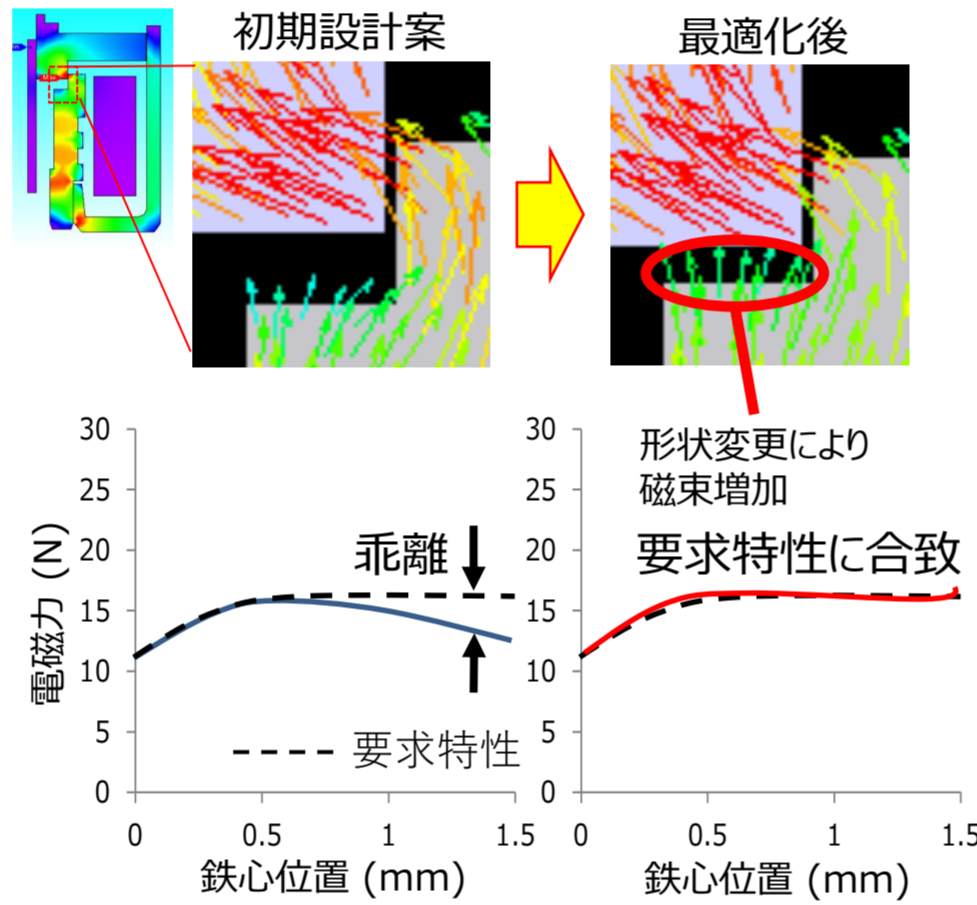 初期設計案
最適化後
形状変更により
磁束増加
30
25
20
15
10
5
0
電磁力 (N)
乖離
要求特性
0
0.5
1
1.5
鉄心位置 (mm)
30
25
20
15
10
5
0
要求特性に合致
0
0.5
1
1.5
鉄心位置 (mm)